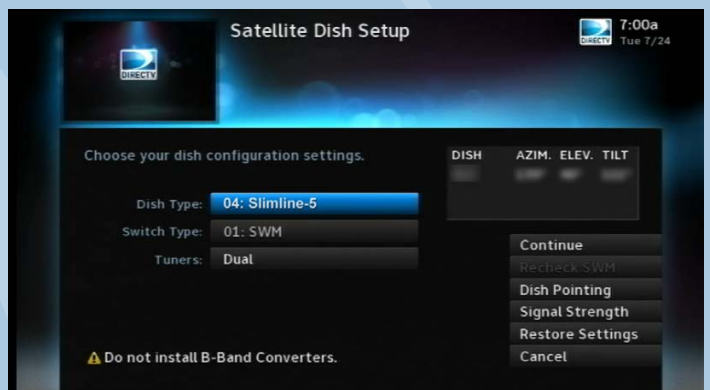 Satellite Dish Setup
DIRECTV
DIRECTV
7:00a
Tue 7/24
Choose your dish configuration settings.
DISH AZIM. ELEV. TILT
Dish Type: 04: Slimline-5
Switch Type: 01: SWM
Tuners: Dual
Continue
Recheck SWM
Dish Pointing
Signal Strength
Restore Settings
Cancel
⚠ Do not install B-Band Converters.